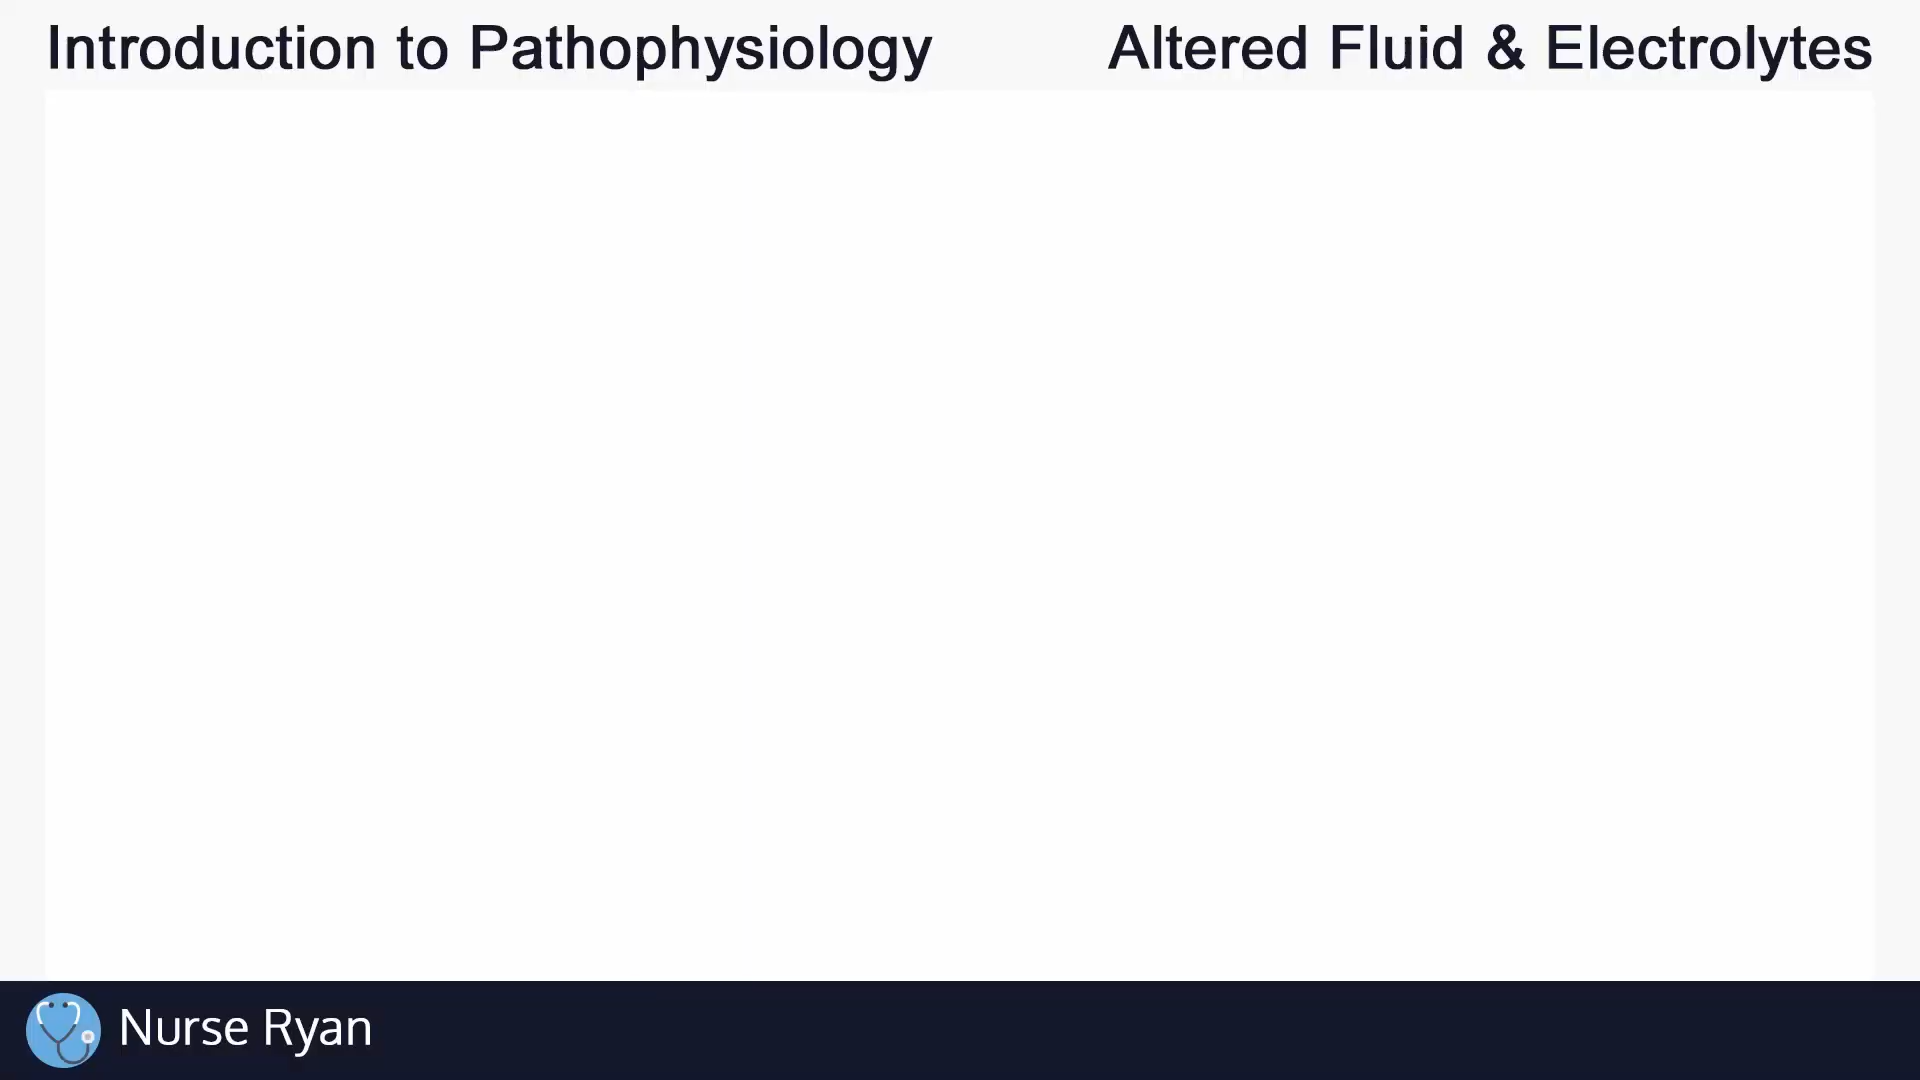 Introduction to Pathophysiology
Altered Fluid & Electrolytes
Nurse Ryan